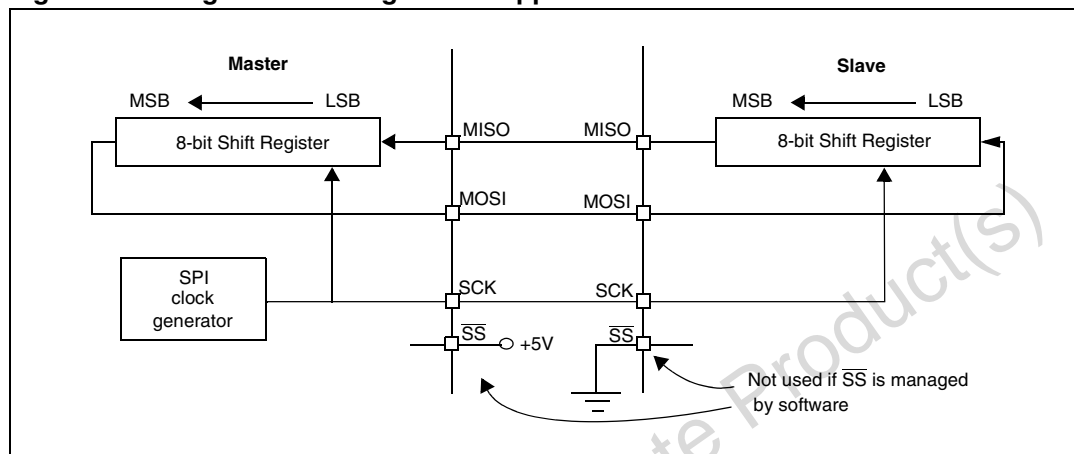 Master
Slave
MSB LSB
MSB LSB
8-bit Shift Register
MISO
MISO
8-bit Shift Register
MOSI
MOSI
SPI
clock
generator
SCK
SCK
SS
+5V
SS
Not used if SS is managed
by software
Product(s)